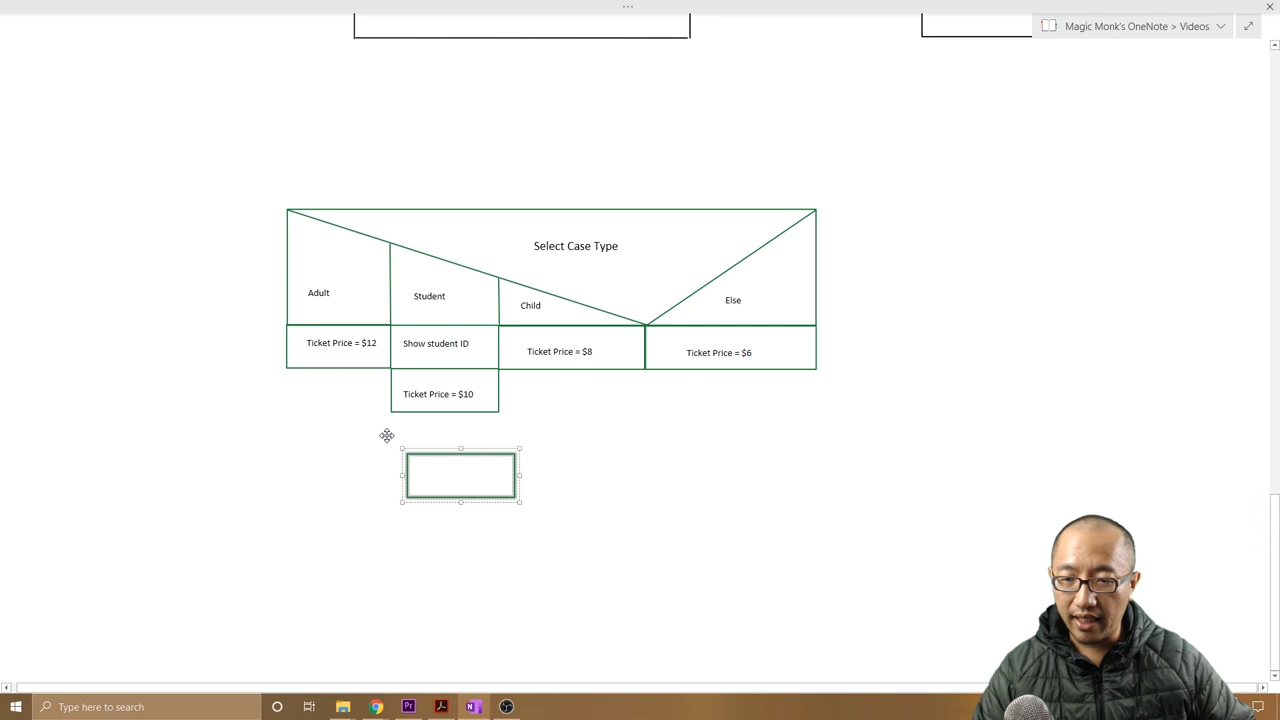 Magic Monk's OneNote > Videos
Select Case Type
Adult
Student
Child
Else
Ticket Price = $12
Show student ID
Ticket Price = $8
Ticket Price = $6
Ticket Price = $10
Type here to search